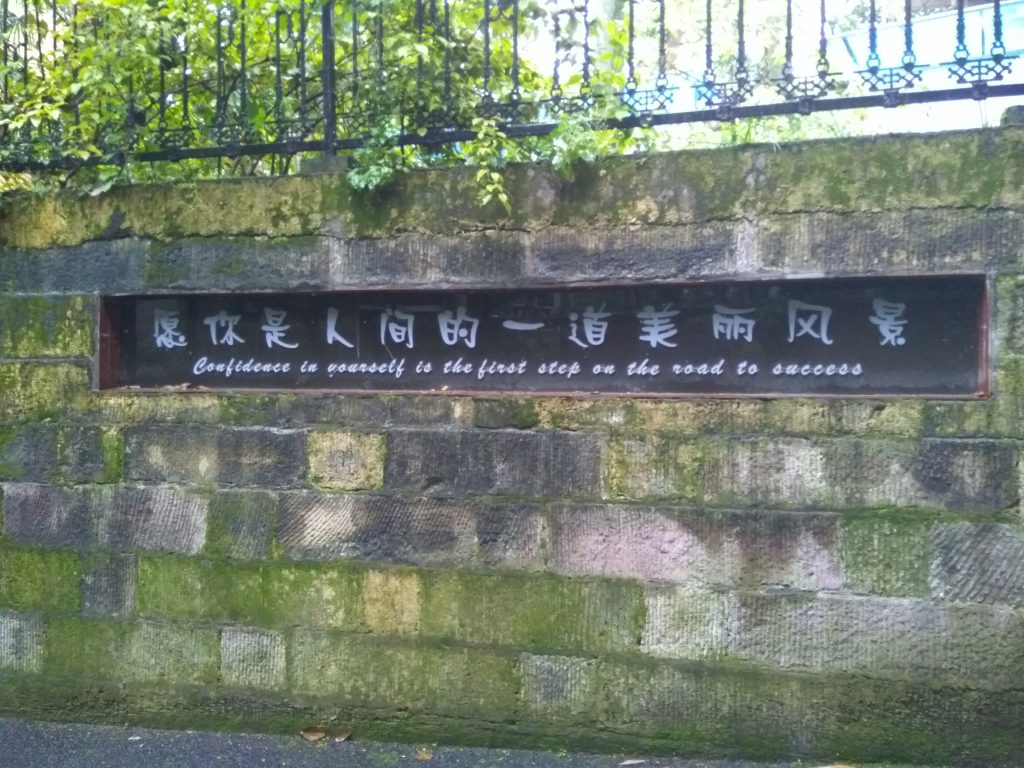 愿你是人间的一道美丽风景
Confidence in yourself is the first step on the road to success